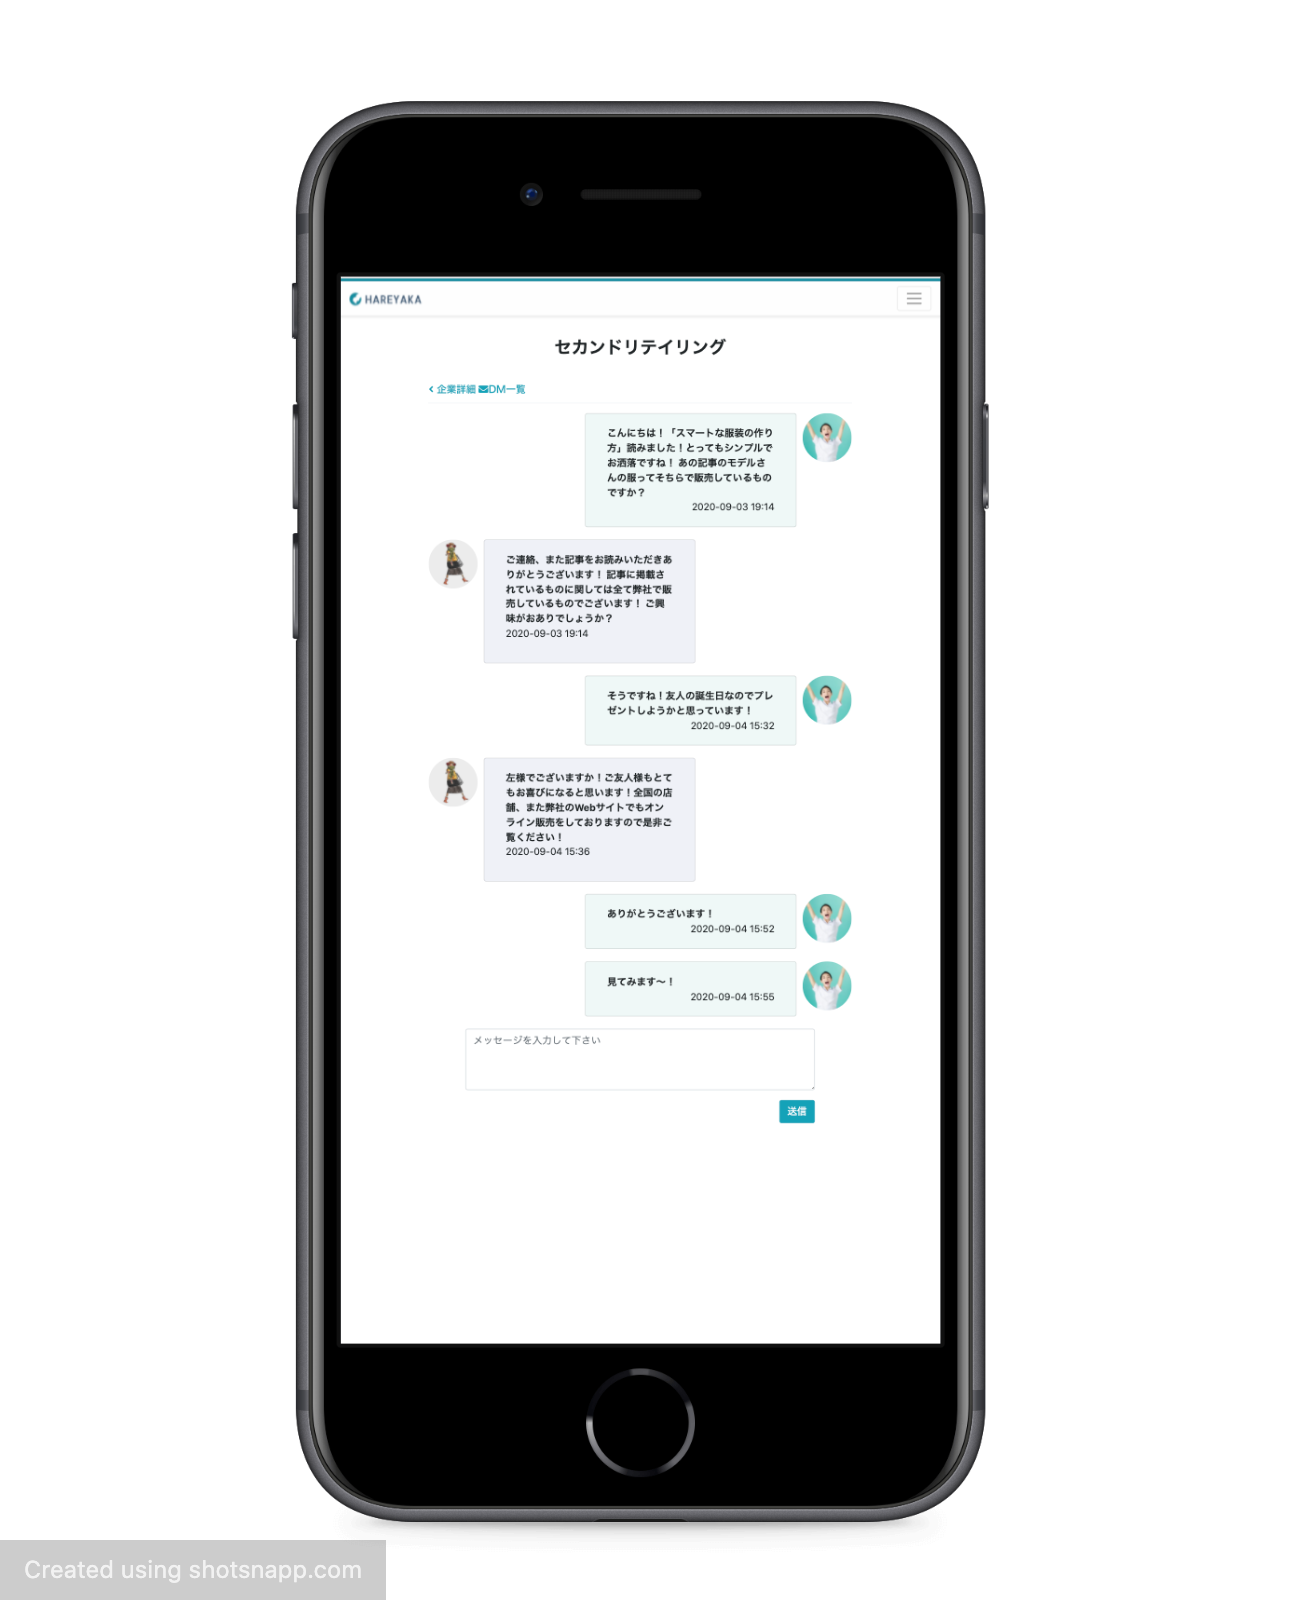 HAREYAKA
セカンドリテイリング
企業詳細 DM一覧
こんにちは！「スマートな服装の作り
方」読みました！とってもシンプルで
お洒落ですね！ あの記事のモデルさ
んの服ってそちらで販売しているもの
ですか？
2020-09-03 19:14
ご連絡、また記事をお読みいただきあ
りがとうございます！ 記事に掲載さ
れているものに関しては全て弊社で販
売しているものでございます！ ご興
味がおありでしょうか？
2020-09-03 19:14
そうですね！友人の誕生日なのでプレ
ゼントしようかと思っています！
2020-09-04 15:32
左様でございますか！ご友人様もとて
もお喜びになると思います！全国の店
舗、また弊社のWebサイトでもオン
ライン販売をしておりますので是非ご
覧ください！
2020-09-04 15:36
ありがとうございます！
2020-09-04 15:52
見てみます〜！
2020-09-04 15:55
メッセージを入力して下さい
送信
Created using shotsnapp.com